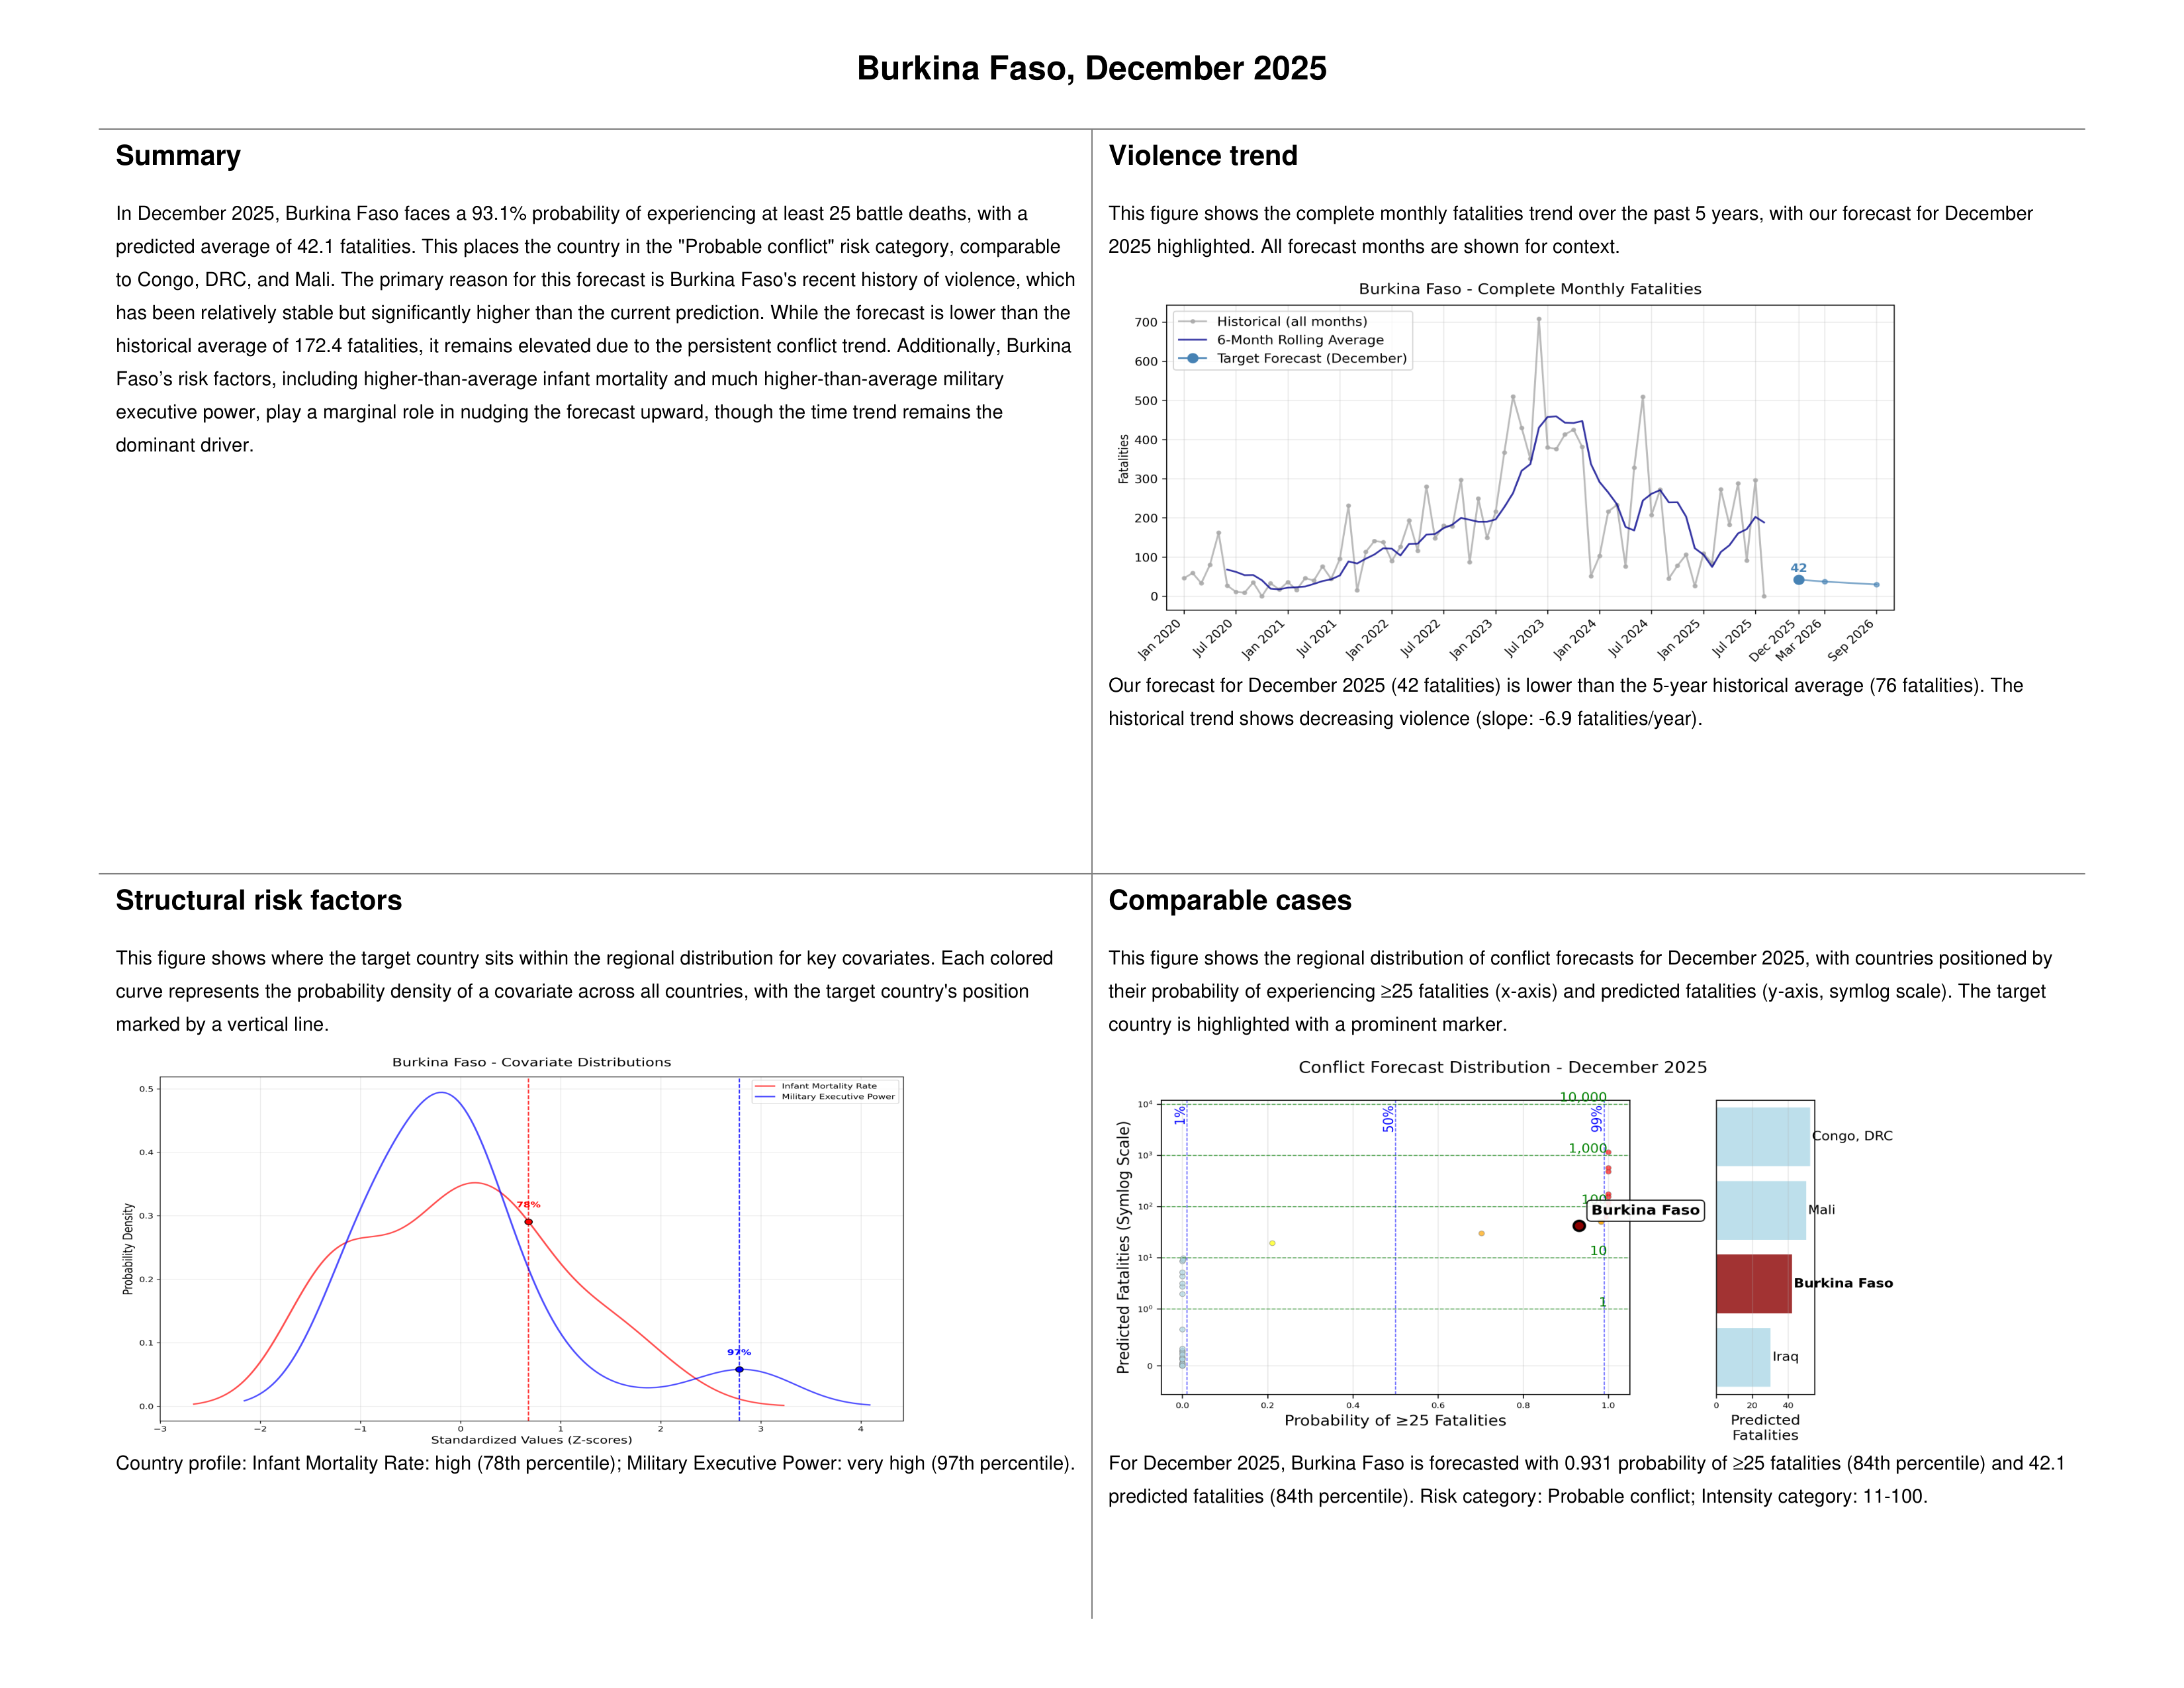 Burkina Faso, December 2025
Summary
In December 2025, Burkina Faso faces a 93.1% probability of experiencing at least 25 battle deaths, with a
predicted average of 42.1 fatalities. This places the country in the "Probable conflict" risk category, comparable
to Congo, DRC, and Mali. The primary reason for this forecast is Burkina Faso's recent history of violence, which
has been relatively stable but significantly higher than the current prediction. While the forecast is lower than the
historical average of 172.4 fatalities, it remains elevated due to the persistent conflict trend. Additionally, Burkina
Faso’s risk factors, including higher-than-average infant mortality and much higher-than-average military
executive power, play a marginal role in nudging the forecast upward, though the time trend remains the
dominant driver.
Violence trend
This figure shows the complete monthly fatalities trend over the past 5 years, with our forecast for December
2025 highlighted. All forecast months are shown for context.
Burkina Faso - Complete Monthly Fatalities
Historical (all months)
6-Month Rolling Average
Target Forecast (December)
Fatalities
700
600
500
400
300
200
100
0
42
Jan 2020
Jul 2020
Jan 2021
Jul 2021
Jan 2022
Jul 2022
Jan 2023
Jul 2023
Jan 2024
Jul 2024
Jan 2025
Jul 2025
Dec 2025
Mar 2026
Sep 2026
Our forecast for December 2025 (42 fatalities) is lower than the 5-year historical average (76 fatalities). The
historical trend shows decreasing violence (slope: -6.9 fatalities/year).
Structural risk factors
This figure shows where the target country sits within the regional distribution for key covariates. Each colored
curve represents the probability density of a covariate across all countries, with the target country's position
marked by a vertical line.
Burkina Faso - Covariate Distributions
Infant Mortality Rate
Military Executive Power
Probability Density
0.5
0.4
0.3
0.2
0.1
0.0
78%
97%
−3
−2
−1
0
1
2
3
4
Standardized Values (Z-scores)
Country profile: Infant Mortality Rate: high (78th percentile); Military Executive Power: very high (97th percentile).
Comparable cases
This figure shows the regional distribution of conflict forecasts for December 2025, with countries positioned by
their probability of experiencing ≥25 fatalities (x-axis) and predicted fatalities (y-axis, symlog scale). The target
country is highlighted with a prominent marker.
Conflict Forecast Distribution - December 2025
Predicted Fatalities (Symlog Scale)
10⁴
10³
10²
10¹
10⁰
0
1%
50%
99%
10,000
1,000
100
10
1
Burkina Faso
0.0
0.2
0.4
0.6
0.8
1.0
Probability of ≥25 Fatalities
Congo, DRC
Mali
Burkina Faso
Iraq
0
20
40
Predicted
Fatalities
For December 2025, Burkina Faso is forecasted with 0.931 probability of ≥25 fatalities (84th percentile) and 42.1
predicted fatalities (84th percentile). Risk category: Probable conflict; Intensity category: 11-100.